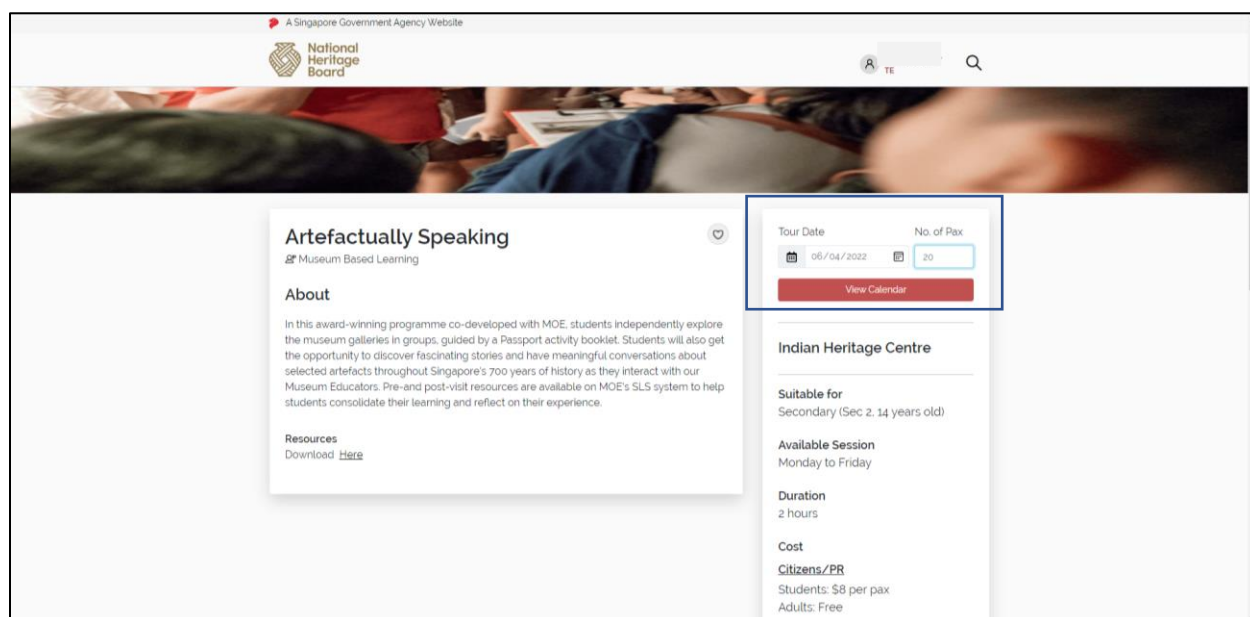 A Singapore Government Agency Website
National
Heritage
Board
TE
Artefactually Speaking
Museum Based Learning
About
In this award-winning programme co-developed with MOE, students independently explore
the museum galleries in groups, guided by a Passport activity booklet. Students will also get
the opportunity to discover fascinating stories and have meaningful conversations about
selected artefacts throughout Singapore's 700 years of history as they interact with our
Museum Educators. Pre-and post-visit resources are available on MOE's SLS system to help
students consolidate their learning and reflect on their experience.
Resources
Download Here
Tour Date No. of Pax
06/04/2022 20
View Calendar
Indian Heritage Centre
Suitable for
Secondary (Sec 2, 14 years old)
Available Session
Monday to Friday
Duration
2 hours
Cost
Citizens/PR
Students: $8 per pax
Adults: Free